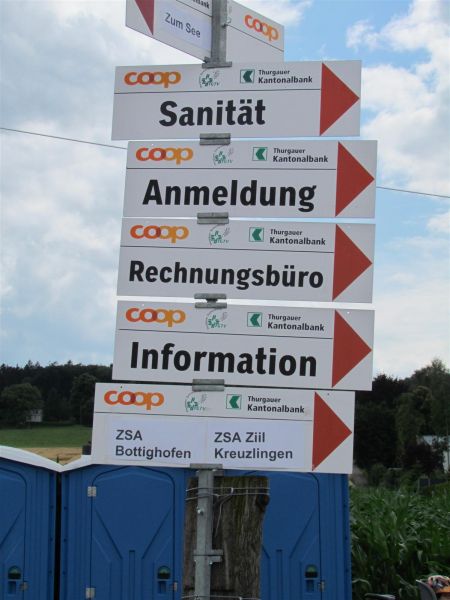 coop
Zum See
coop
Thurgauer
Kantonalbank
Sanität
coop
Thurgauer
Kantonalbank
Anmeldung
coop
Thurgauer
Kantonalbank
Rechnungsbüro
coop
Thurgauer
Kantonalbank
Information
coop
Thurgauer
Kantonalbank
ZSA
Bottighofen
ZSA Ziil
Kreuzlingen